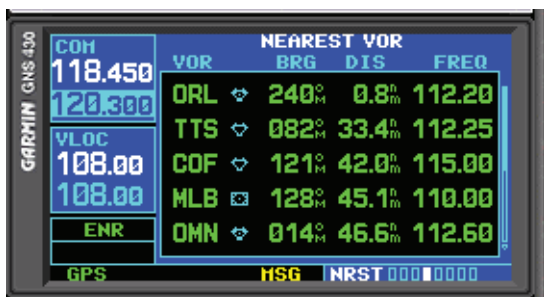 GARMIN GNS 430
COM
118.450
120.300
VLOC
108.00
108.00
ENR
GPS
NEAREST VOR
VOR BRG DIS FREQ
ORL 240°M 0.8nm 112.20
TTS 082°M 33.4nm 112.25
COF 121°M 42.0nm 115.00
MLB 128°M 45.1nm 110.00
OMN 014°M 46.6nm 112.60
MSG NRST